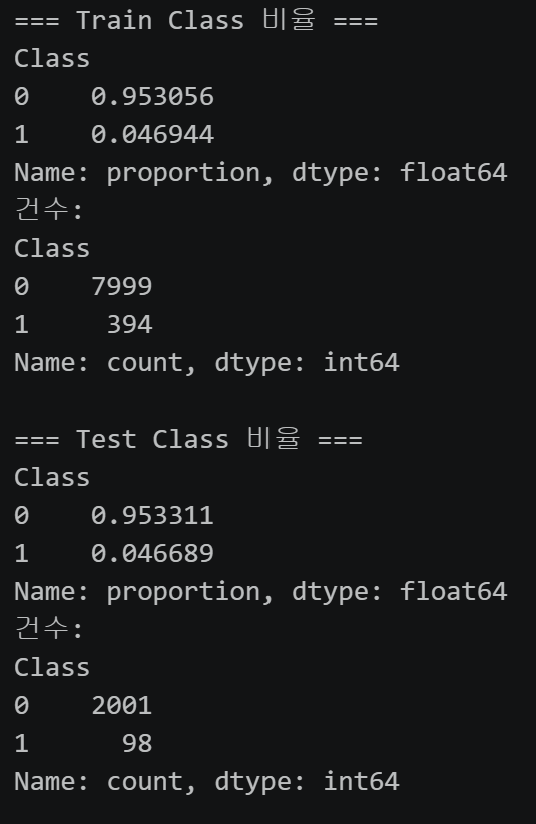 === Train Class 비율 ===
Class
0    0.953056
1    0.046944
Name: proportion, dtype: float64
건수:
Class
0    7999
1     394
Name: count, dtype: int64

=== Test Class 비율 ===
Class
0    0.953311
1    0.046689
Name: proportion, dtype: float64
건수:
Class
0    2001
1      98
Name: count, dtype: int64